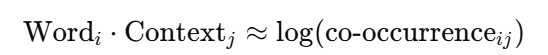 Word_i · Context_j ≈ log(co-occurrence_ij)